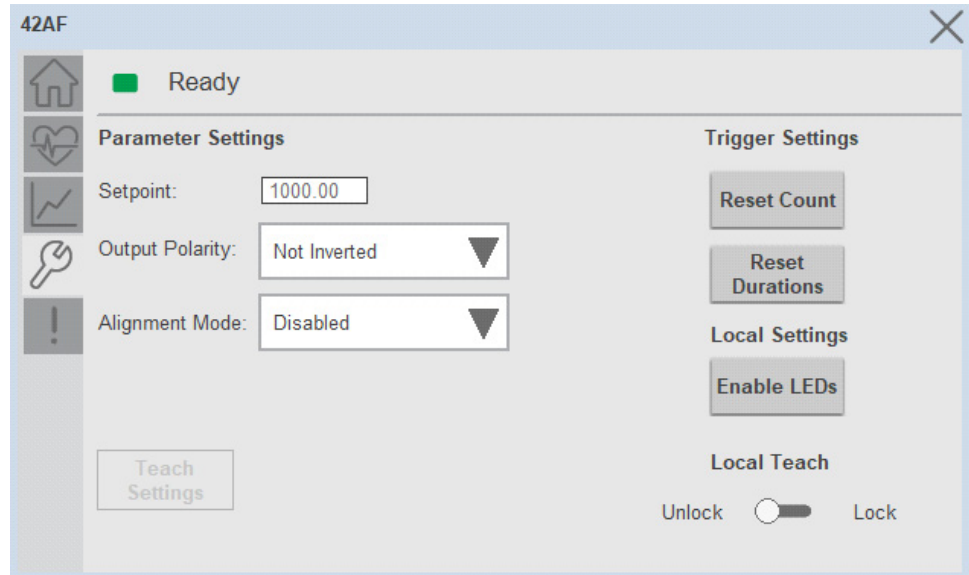 42AF
Ready
Parameter Settings
Setpoint:
1000.00
Output Polarity:
Not Inverted
Alignment Mode:
Disabled
Teach
Settings
Trigger Settings
Reset Count
Reset
Durations
Local Settings
Enable LEDs
Local Teach
Unlock
Lock